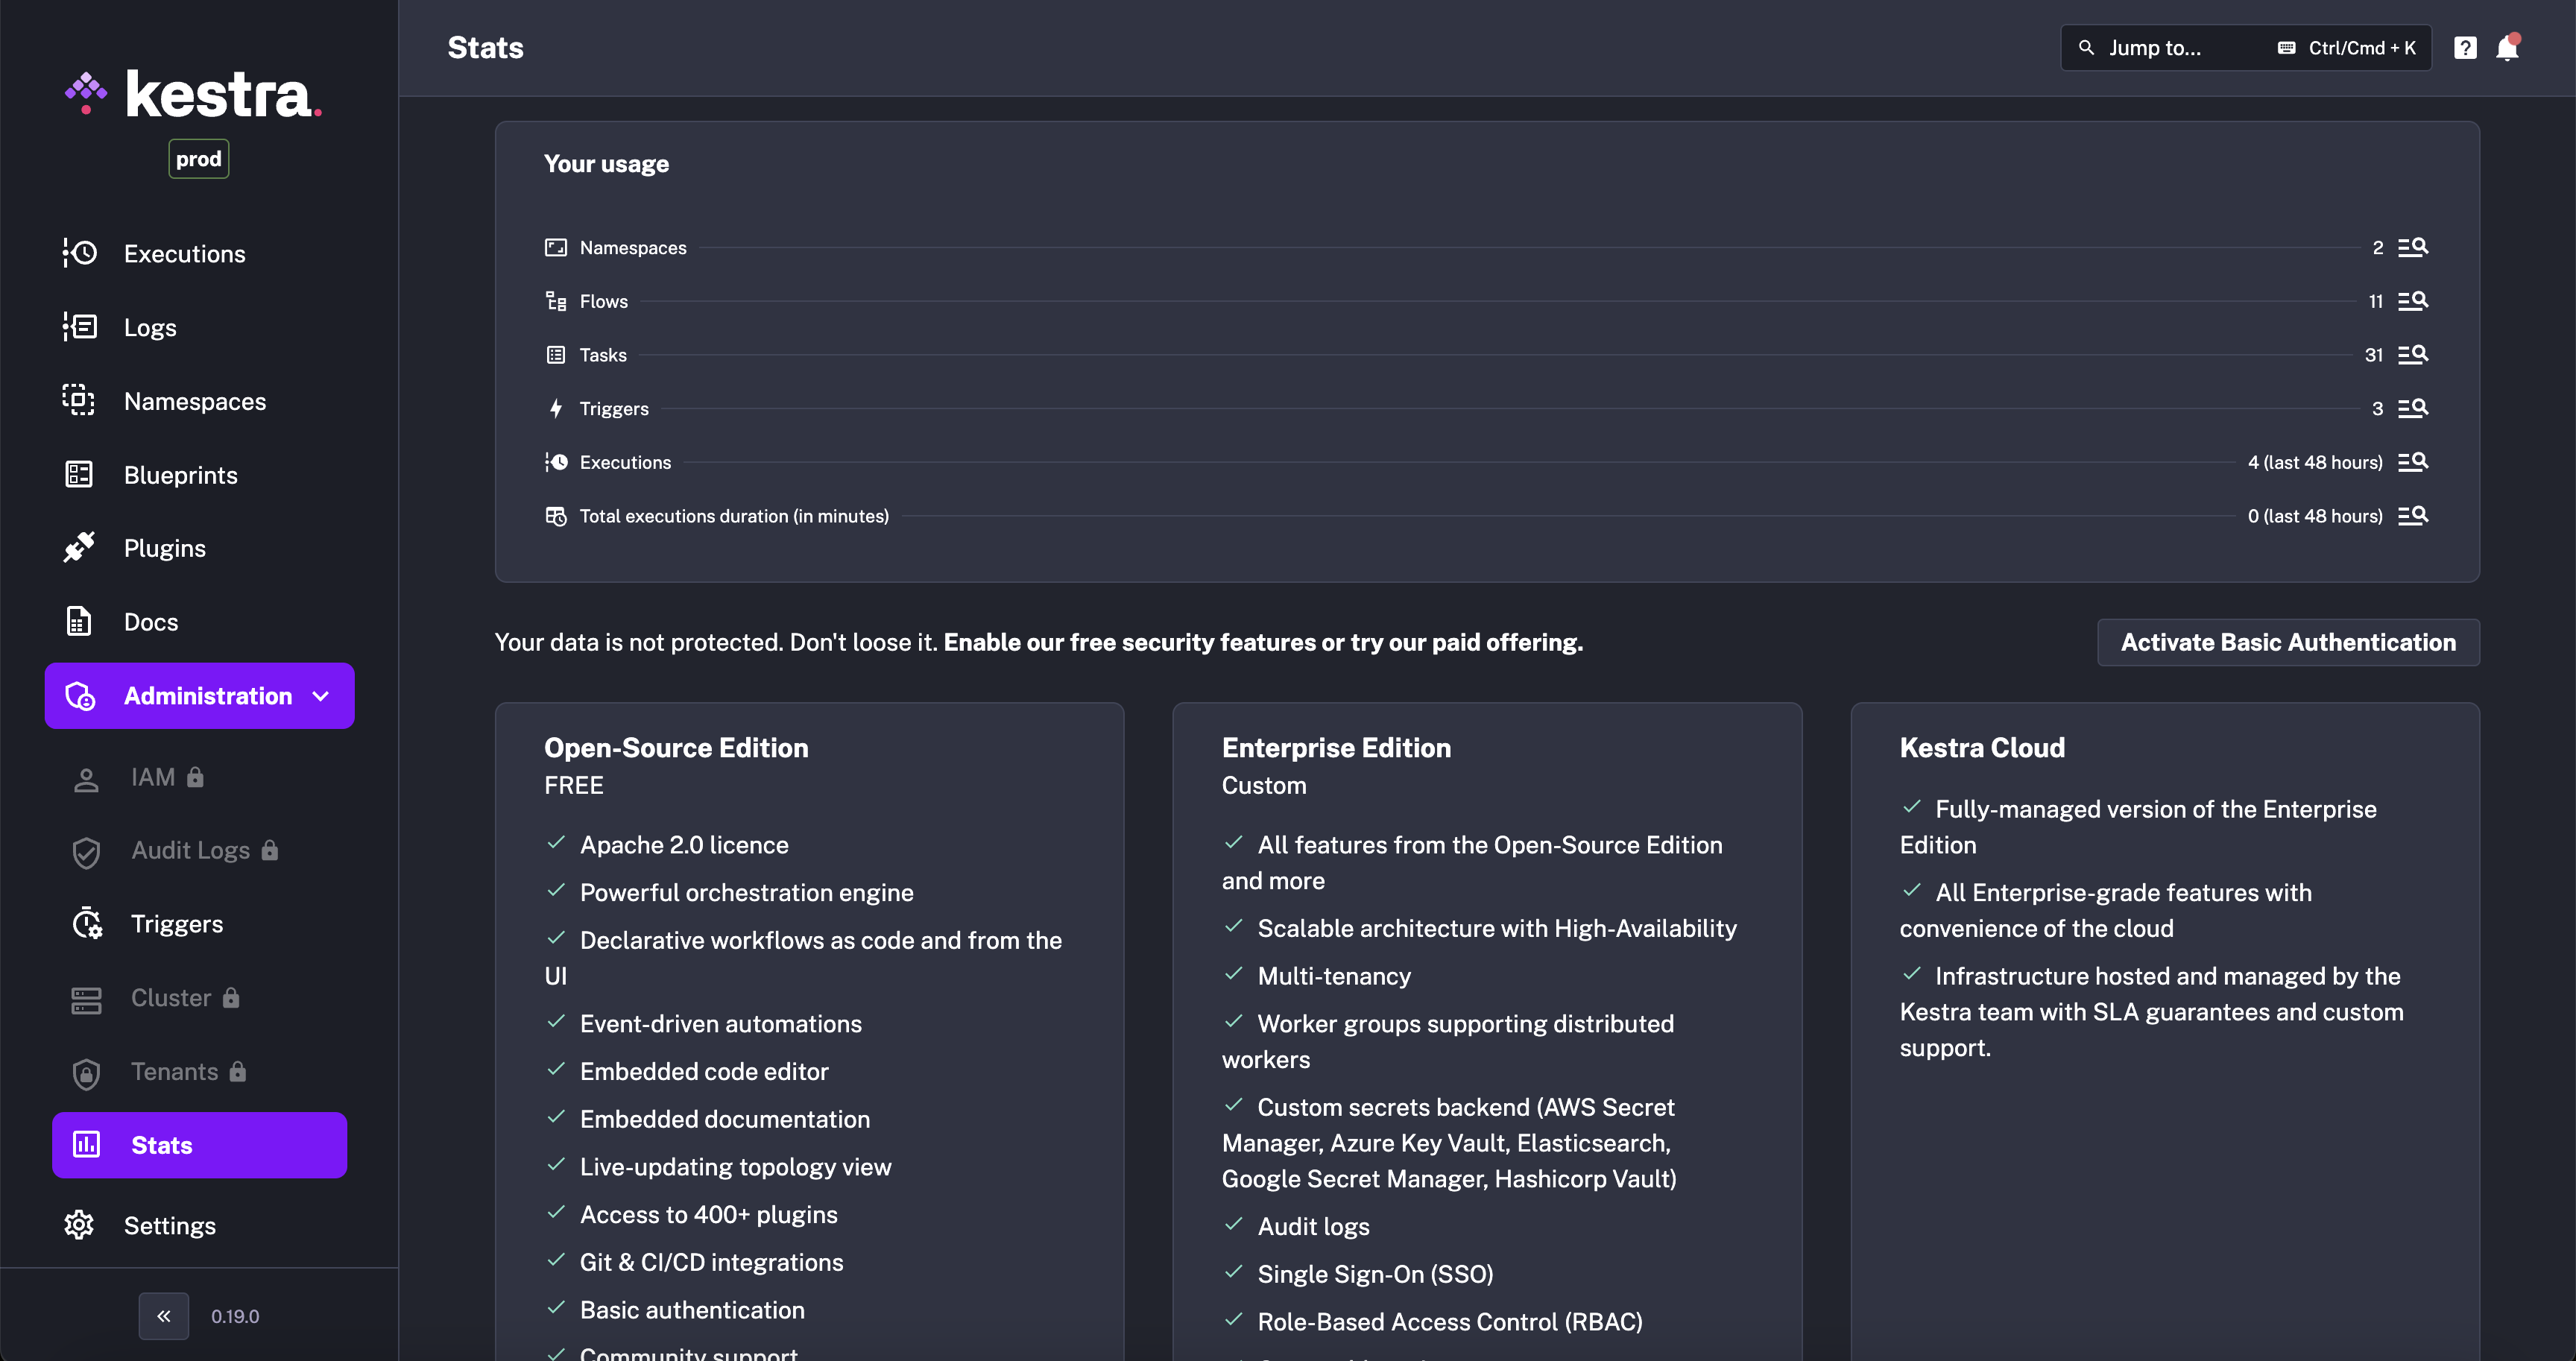 kestra.
prod
Executions
Logs
Namespaces
Blueprints
Plugins
Docs
Administration
IAM
Audit Logs
Triggers
Cluster
Tenants
Stats
Settings
0.19.0
Stats
Jump to...
Ctrl/Cmd + K
Your usage
Namespaces 2
Flows 11
Tasks 31
Triggers 3
Executions 4 (last 48 hours)
Total executions duration (in minutes) 0 (last 48 hours)
Your data is not protected. Don't loose it. Enable our free security features or try our paid offering.
Activate Basic Authentication
Open-Source Edition
FREE
Apache 2.0 licence
Powerful orchestration engine
Declarative workflows as code and from the
UI
Event-driven automations
Embedded code editor
Embedded documentation
Live-updating topology view
Access to 400+ plugins
Git & CI/CD integrations
Basic authentication
Community support
Enterprise Edition
Custom
All features from the Open-Source Edition
and more
Scalable architecture with High-Availability
Multi-tenancy
Worker groups supporting distributed
workers
Custom secrets backend (AWS Secret
Manager, Azure Key Vault, Elasticsearch,
Google Secret Manager, Hashicorp Vault)
Audit logs
Single Sign-On (SSO)
Role-Based Access Control (RBAC)
Kestra Cloud
Fully-managed version of the Enterprise
Edition
All Enterprise-grade features with
convenience of the cloud
Infrastructure hosted and managed by the
Kestra team with SLA guarantees and custom
support.